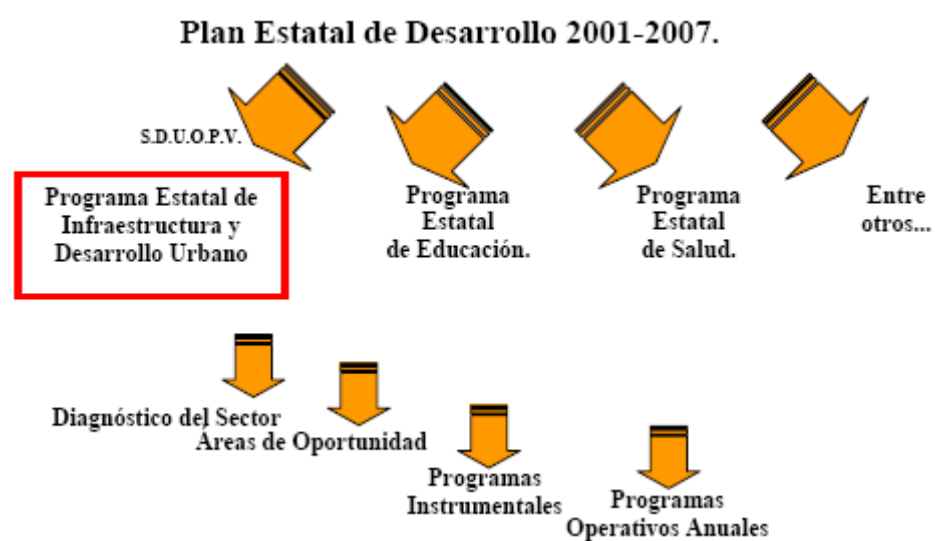 Plan Estatal de Desarrollo 2001-2007.
S.D.U.O.P.V.
Programa Estatal de
Infraestructura y
Desarrollo Urbano
Programa
Estatal
de Educación.
Programa
Estatal
de Salud.
Entre
otros...
Diagnóstico del Sector
Áreas de Oportunidad
Programas
Instrumentales
Programas
Operativos Anuales